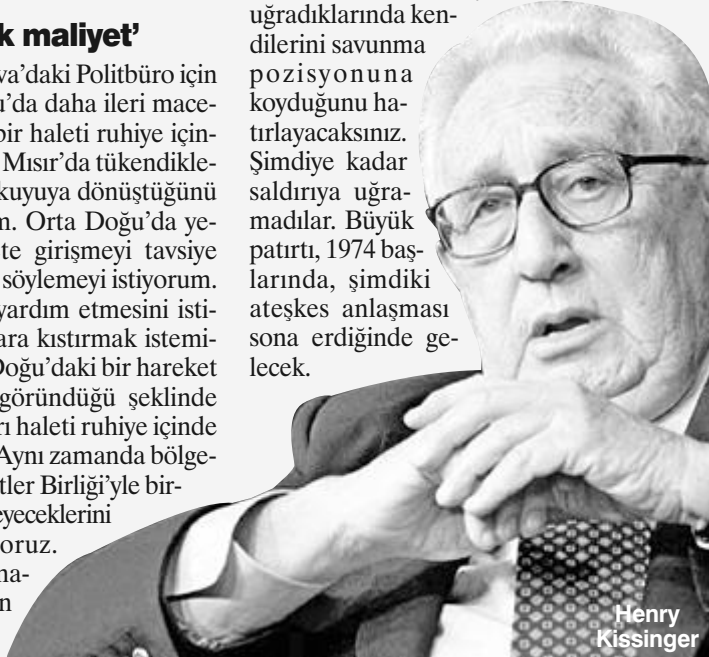 k maliyet’
va’daki Politbüro için
u’da daha ileri mace-
bir haleti ruhiye için-
Mısır’da tükendikle-
kuyuya dönüştüğünü
m. Orta Doğu’da ye-
te girişmeyi tavsiye
söylemeyi istiyorum.
yardım etmesini isti-
ara kıstırmak istemi-
Doğu’daki bir hareket
göründüğü şeklinde
rı haleti ruhiye içinde
Aynı zamanda bölge-
tler Birliği’yle bir-
eyeceklerini
oruz.
na-
n
uğradıklarında ken-
dilerini savunma
pozisyonuna
koyduğunu ha-
tırlayacaksınız.
Şimdiye kadar
saldırıya uğra-
madılar. Büyük
patırtı, 1974 baş-
larında, şimdiki
ateşkes anlaşması
sona erdiğinde ge-
lecek.
Henry
Kissinger